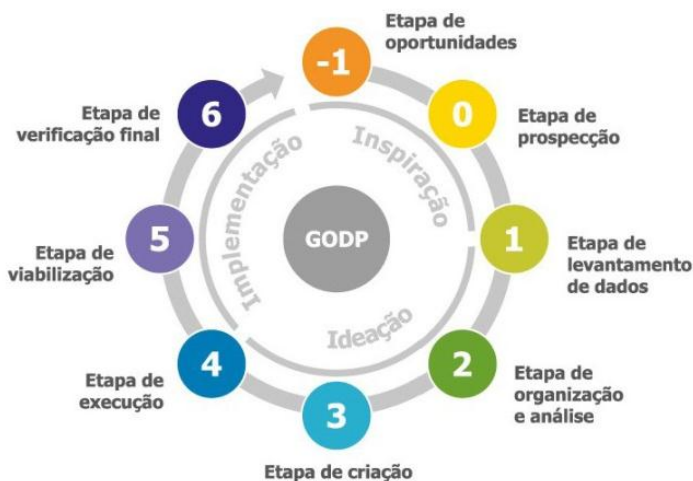 -1
Etapa de
oportunidades
0
Etapa de
prospecção
1
Etapa de
levantamento
de dados
2
Etapa de
organização
e análise
3
Etapa de criação
4
Etapa de
execução
5
Etapa de
viabilização
6
Etapa de
verificação final
Inspiração
Ideação
Implementação
GODP